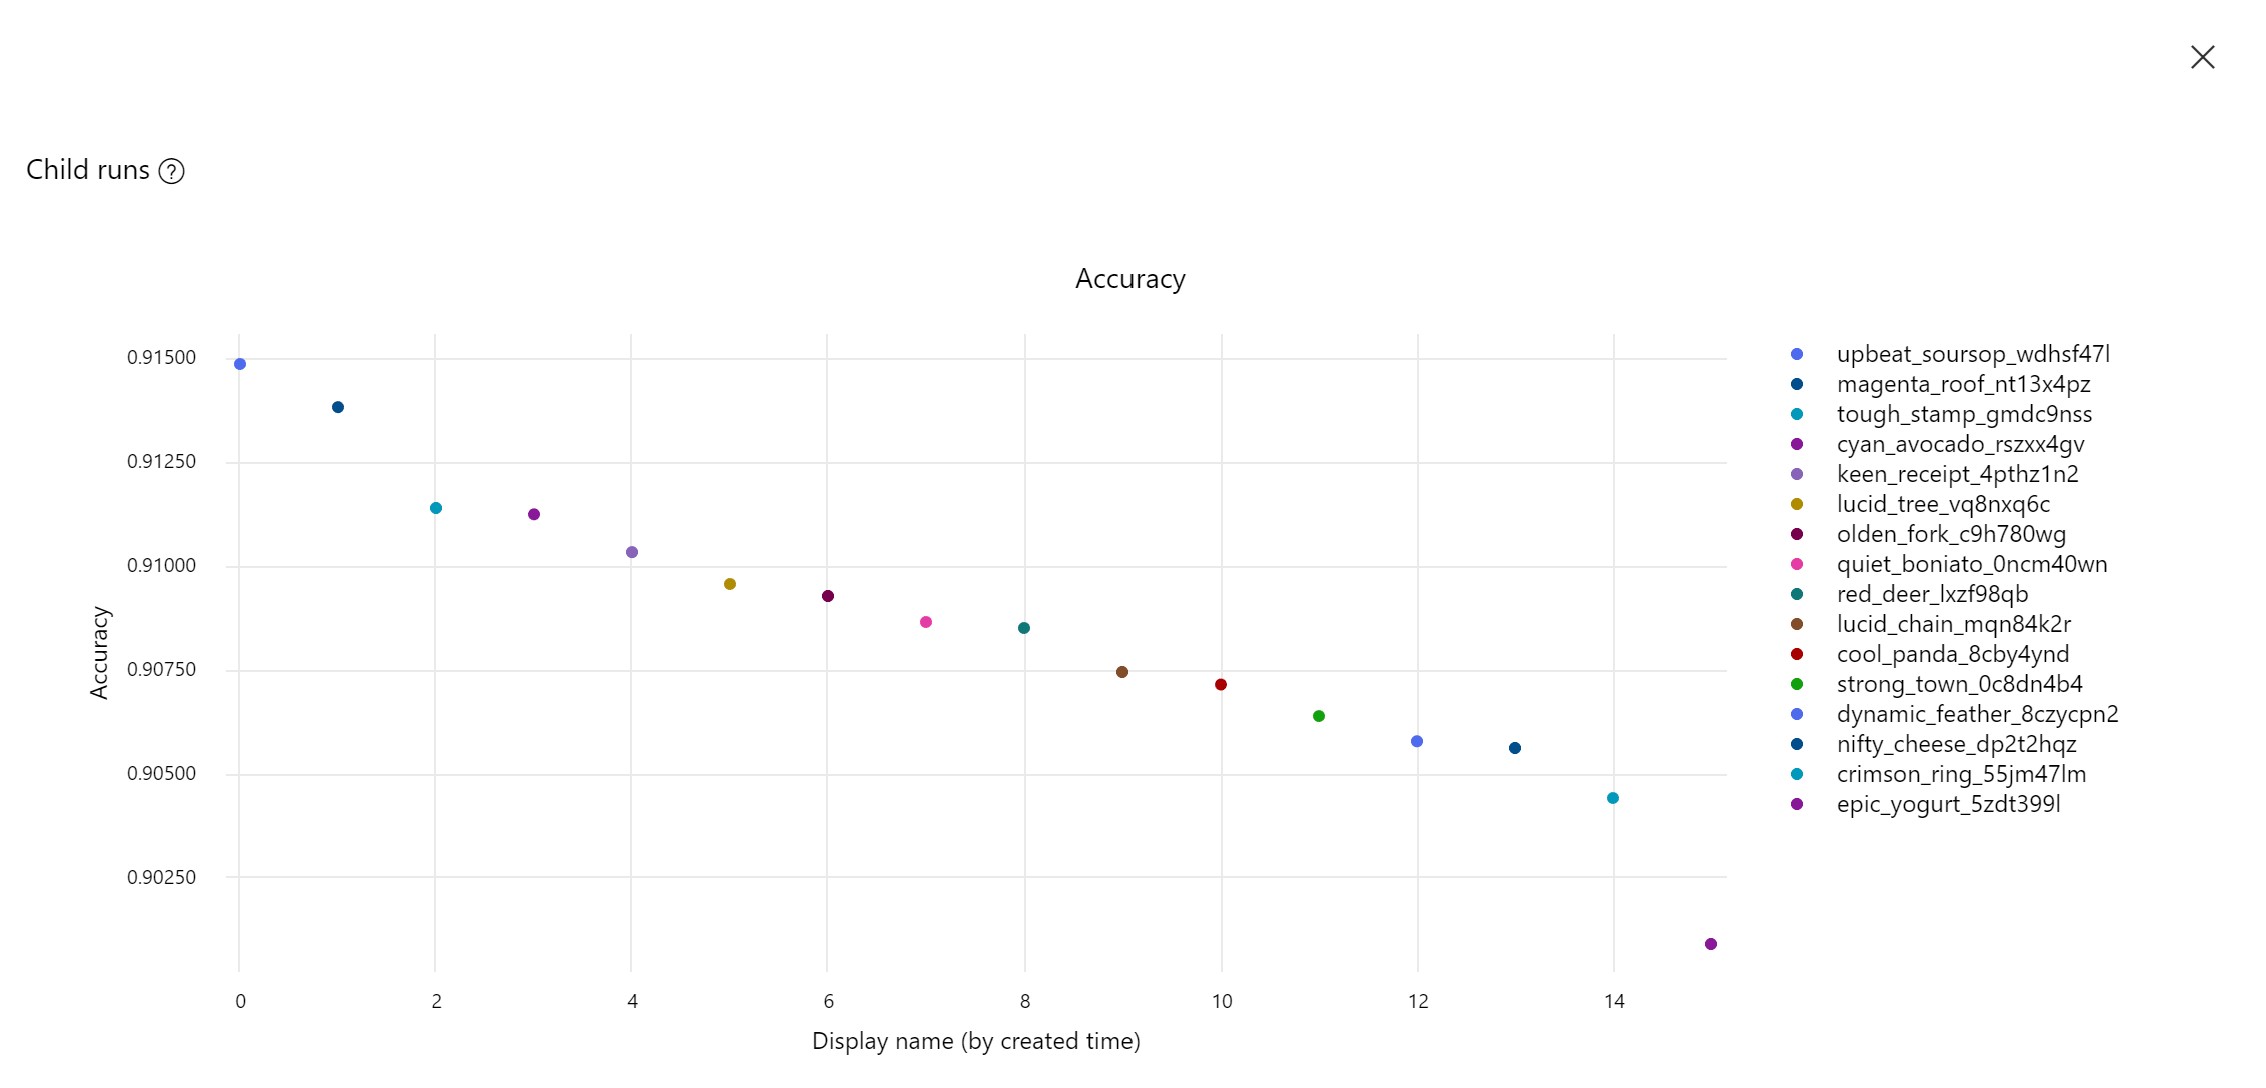 Child runs
Accuracy
0.91500
0.91250
0.91000
0.90750
0.90500
0.90250
Accuracy
0 2 4 6 8 10 12 14
Display name (by created time)
upbeat_soursop_wdhsf47l
magenta_roof_nt13x4pz
tough_stamp_gmdc9nss
cyan_avocado_rszxx4gv
keen_receipt_4pthz1n2
lucid_tree_vq8nxq6c
olden_fork_c9h780wg
quiet_boniato_0ncm40wn
red_deer_lxzf98qb
lucid_chain_mqn84k2r
cool_panda_8cby4ynd
strong_town_0c8dn4b4
dynamic_feather_8czycpn2
nifty_cheese_dp2t2hqz
crimson_ring_55jm47lm
epic_yogurt_5zdt399l